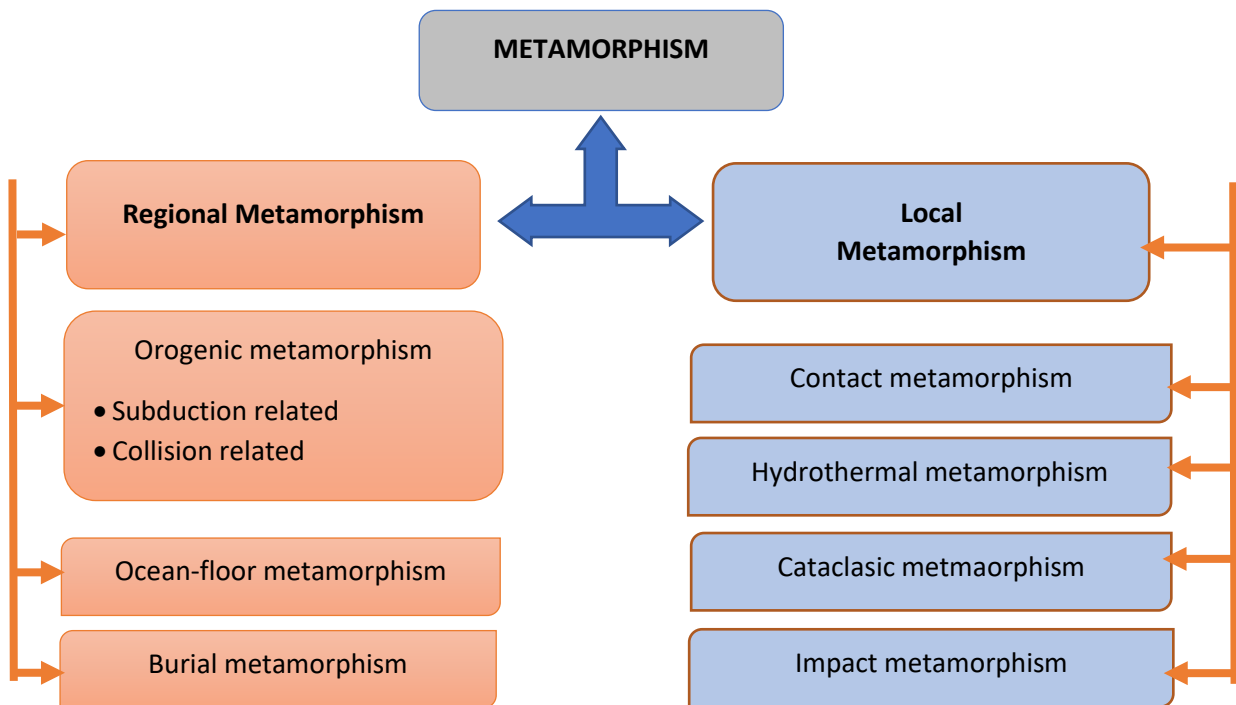 METAMORPHISM
Regional Metamorphism
Orogenic metamorphism
• Subduction related
• Collision related
Ocean-floor metamorphism
Burial metamorphism
Local
Metamorphism
Contact metamorphism
Hydrothermal metamorphism
Cataclasic metmaorphism
Impact metamorphism